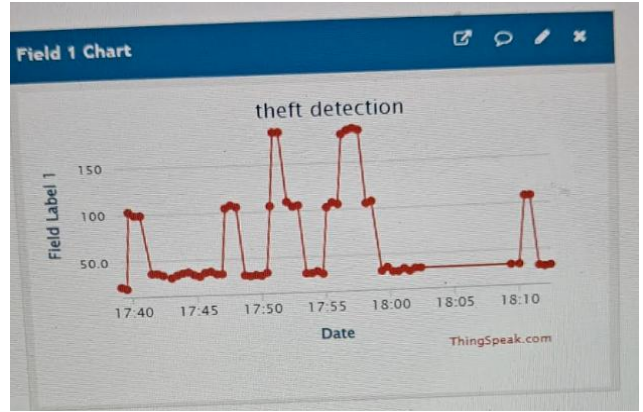 Field 1 Chart
theft detection
Field Label 1
150
100
50.0
17:40 17:45 17:50 17:55 18:00 18:05 18:10
Date
ThingSpeak.com